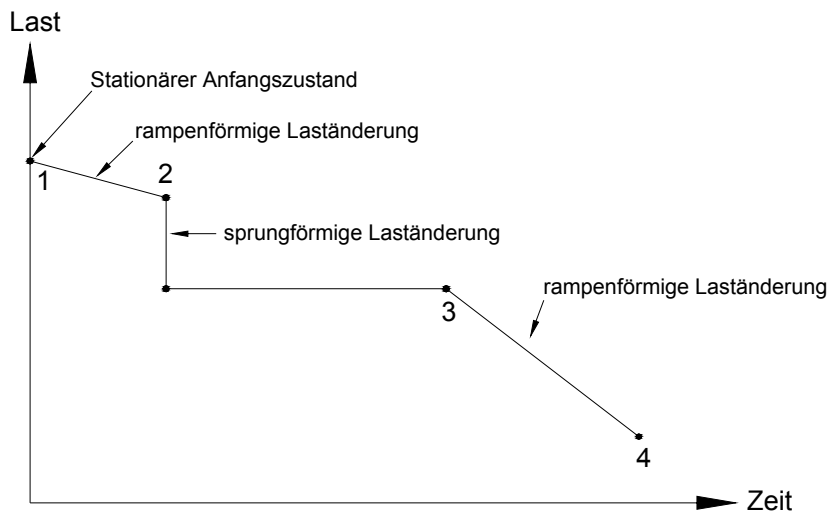 Last
Stationärer Anfangszustand
rampenförmige Laständerung
1
2
sprungförmige Laständerung
rampenförmige Laständerung
3
4
Zeit